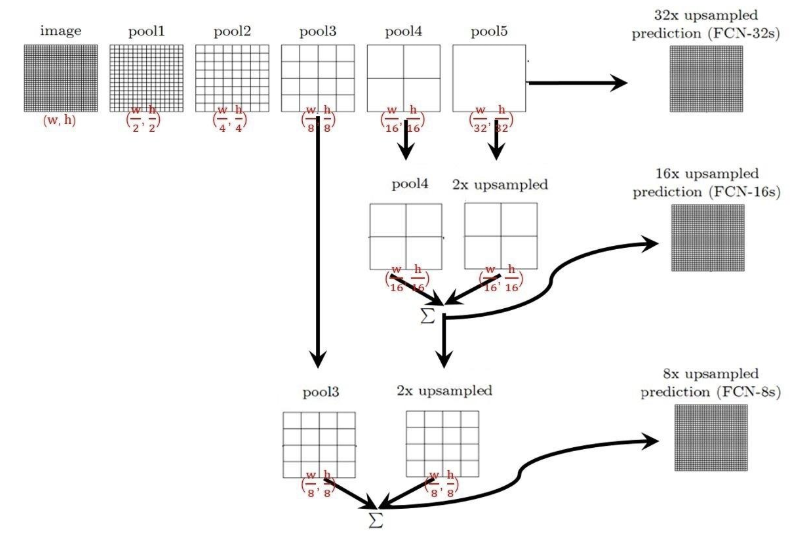 image
pool1
pool2
pool3
pool4
pool5
32x upsampled
prediction (FCN-32s)
(w, h)
(w/2, h/2)
(w/4, h/4)
(w/8, h/8)
(w/16, h/16)
(w/32, h/32)
pool4
2x upsampled
16x upsampled
prediction (FCN-16s)
(w/16, h/16)
(w/16, h/16)
Σ
pool3
2x upsampled
8x upsampled
prediction (FCN-8s)
(w/8, h/8)
(w/8, h/8)
Σ